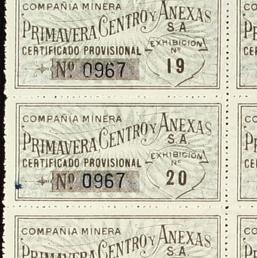 COMPAÑIA MINERA
PRIMAVERA CENTRO Y ANEXAS
S.A
CERTIFICADO PROVISIONAL
EXHIBICION
Nº
Nº 0967
19
COMPAÑIA MINERA
PRIMAVERA CENTRO Y ANEXAS
S.A
CERTIFICADO PROVISIONAL
EXHIBICION
Nº
Nº 0967
20
COMPAÑIA MINERA
PRIMAVERA CENTRO Y ANEXAS
S.A